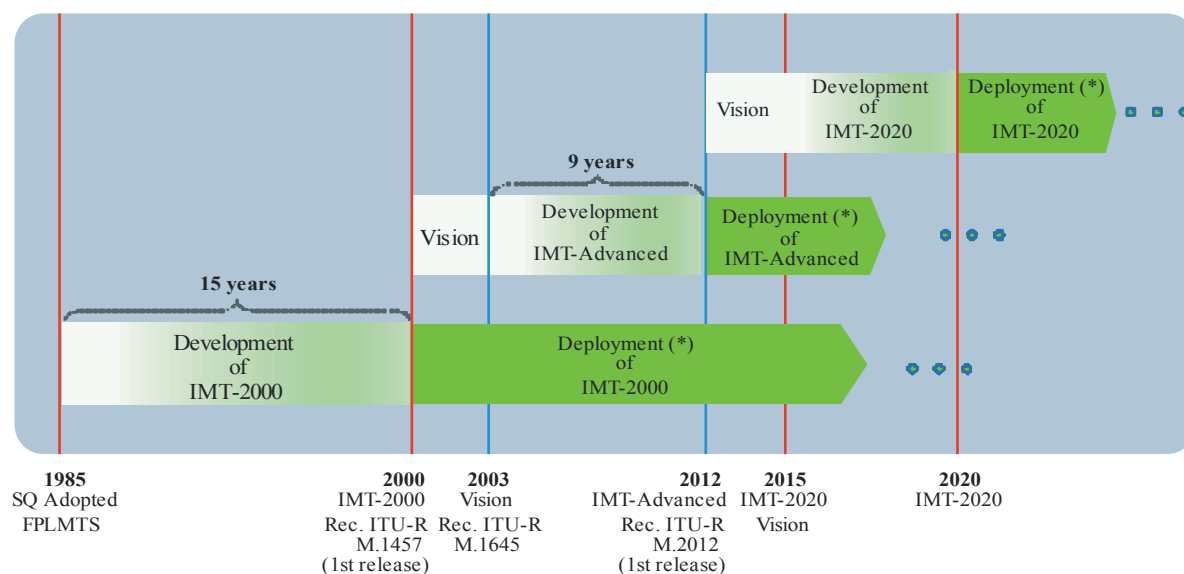 Vision
Development
of
IMT-2020
Deployment (*)
of
IMT-2020
9 years
Vision
Development
of
IMT-Advanced
Deployment (*)
of
IMT-Advanced
15 years
Development
of
IMT-2000
Deployment (*)
of
IMT-2000
1985
SQ Adopted
FPLMTS
2000
IMT-2000
Rec. ITU-R
M.1457
(1st release)
2003
Vision
Rec. ITU-R
M.1645
2012
IMT-Advanced
Rec. ITU-R
M.2012
(1st release)
2015
IMT-2020
Vision
2020
IMT-2020